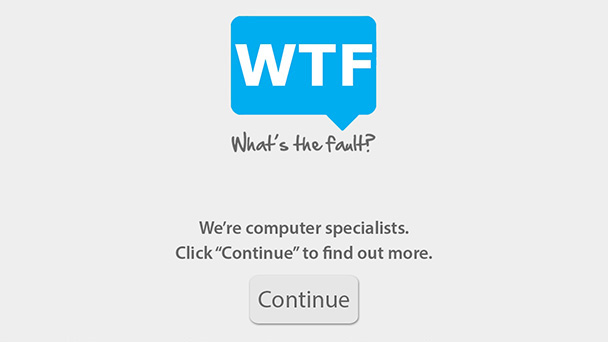 WTF
What's the fault?
We’re computer specialists.
Click “Continue” to find out more.
Continue